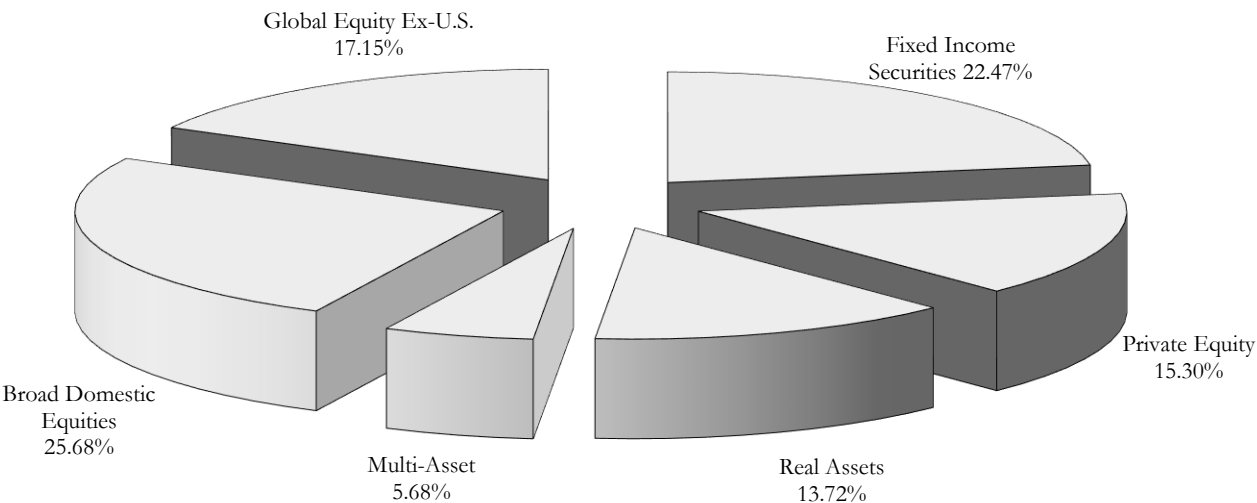 Global Equity Ex-U.S.
17.15%
Fixed Income
Securities 22.47%
Private Equity
15.30%
Broad Domestic
Equities
25.68%
Multi-Asset
5.68%
Real Assets
13.72%